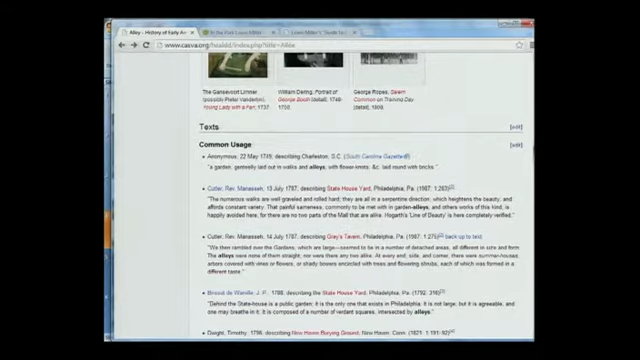 Alley - History of Early Am
www.casva.org/healdd/index.php?title=Alley
The Gansevoort Limner
(possibly Pieter Vanderlyn),
Young Lady with a Fan, 1737.
William Dering, Portrait of
George Booth (detail), 1748-
1750.
George Ropes, Salem
Common on Training Day
(detail), 1808.
Texts
[edit]
Common Usage
[edit]
Anonymous, 22 May 1749, describing Charleston, S.C. (South Carolina Gazette)
"a garden, genteelly laid out in walks and alleys, with flower-knots, &c. laid round with bricks."
Cutler, Rev. Manasseh, 13 July 1787, describing State House Yard, Philadelphia, Pa. (1987: 1:263)
"The numerous walks are well graveled and rolled hard; they are all in a serpentine direction, which heightens the beauty, and
affords constant variety. That painful sameness, commonly to be met with in garden-alleys, and others works of this kind, is
happily avoided here, for there are no two parts of the Mall that are alike. Hogarth's 'Line of Beauty' is here completely verified."
Cutler, Rev. Manasseh, 14 July 1787, describing Gray's Tavern, Philadelphia, Pa. (1987: 1:275) back up to text
"We then rambled over the Gardens, which are large—seemed to be in a number of detached areas, all different in size and form.
The alleys were none of them straight, nor were there any two alike. At every end, side, and corner, there were summer-houses,
arbors covered with vines or flowers, or shady bowers encircled with trees and flowering shrubs, each of which was formed in a
different taste."
Brissot de Warville, J. P., 1788, describing the State House Yard, Philadelphia, Pa. (1792: 316)
"Behind the State-house is a public garden; it is the only one that exists in Philadelphia. It is not large; but it is agreeable, and
one may breathe in it. It is composed of a number of verdant squares, intersected by alleys."
Dwight, Timothy, 1796, describing New Haven Burying Ground, New Haven, Conn. (1821: 1:191-92)